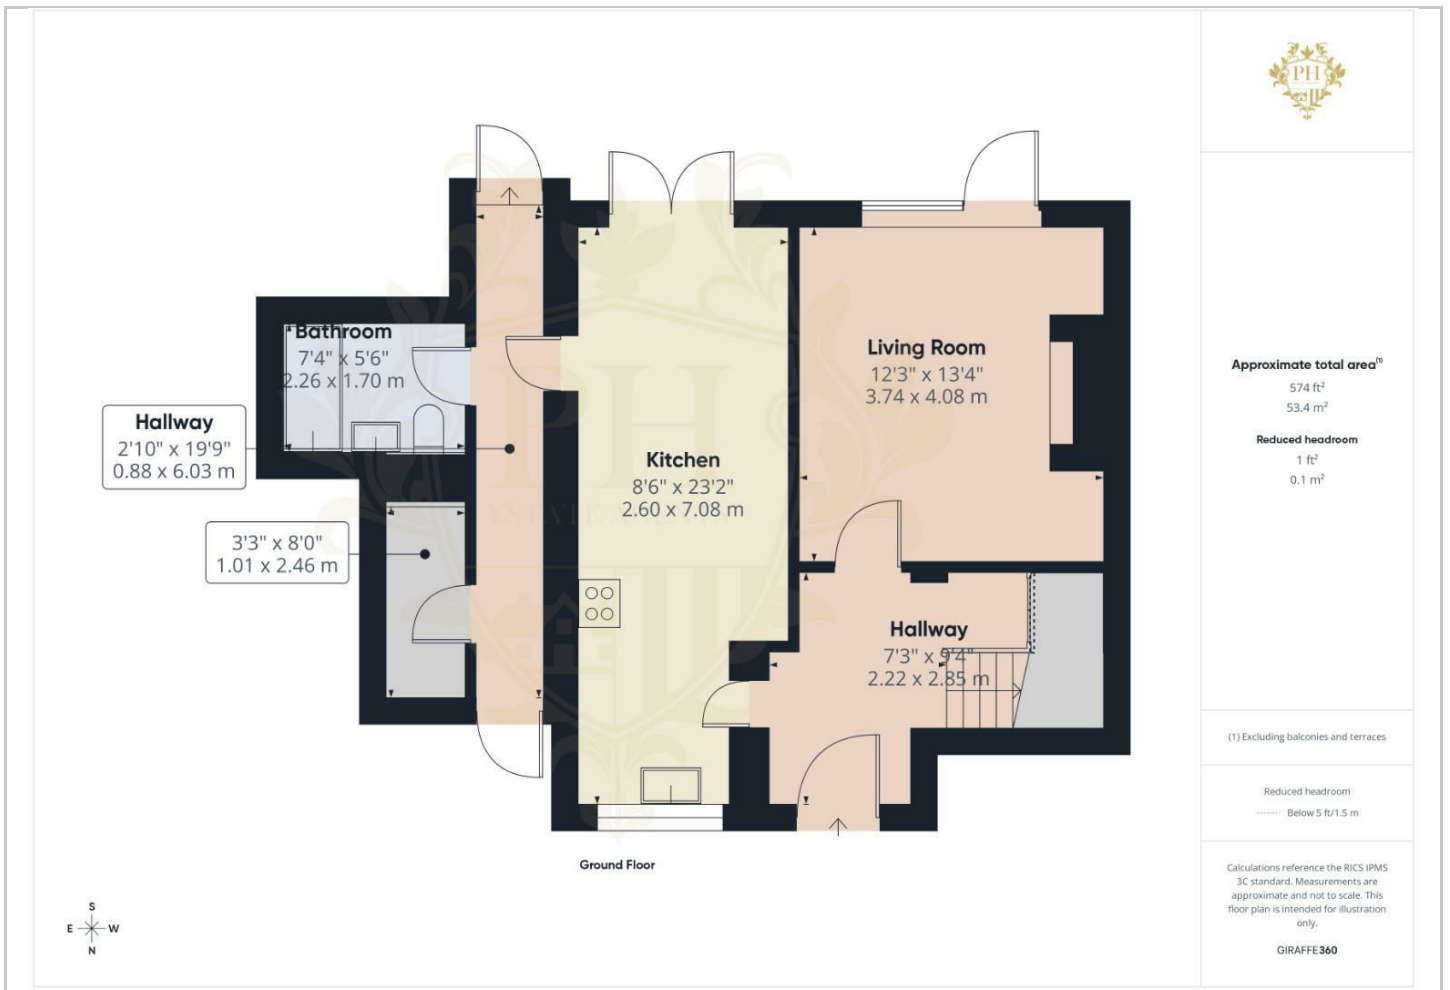 PH
Bathroom
7'4" x 5'6"
2.26 x 1.70 m
Hallway
2'10" x 19'9"
0.88 x 6.03 m
3'3" x 8'0"
1.01 x 2.46 m
Kitchen
8'6" x 23'2"
2.60 x 7.08 m
Living Room
12'3" x 13'4"
3.74 x 4.08 m
Hallway
7'3" x 9'4"
2.22 x 2.85 m
PH
Ground Floor
S
E W
N
Approximate total area⁽¹⁾
574 ft²
53.4 m²
Reduced headroom
1 ft²
0.1 m²
(1) Excluding balconies and terraces
Reduced headroom
Below 5 ft/1.5 m
Calculations reference the RICS IPMS
3C standard. Measurements are
approximate and not to scale. This
floor plan is intended for illustration
only.
GIRAFFE360